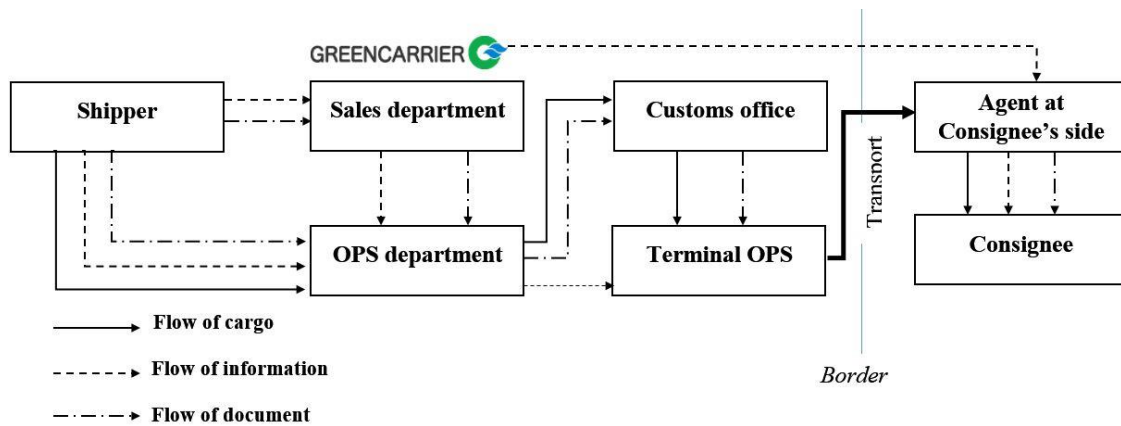 GREENCARRIER
Shipper
Sales department
Customs office
Agent at
Consignee's side
Transport
OPS department
Terminal OPS
Consignee
Flow of cargo
Flow of information
Border
Flow of document